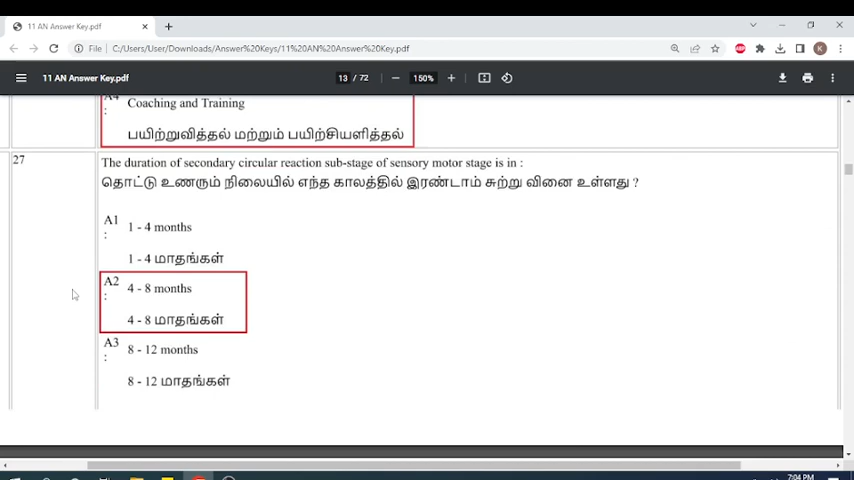 11 AN Answer Key.pdf
File
C:/Users/User/Downloads/Answer%20Keys/11%20AN%20Answer%20Key.pdf
ABP
K
11 AN Answer Key.pdf
13 / 72
150%
A4
:
Coaching and Training
பயிற்றுவித்தல் மற்றும் பயிற்சியளித்தல்
27
The duration of secondary circular reaction sub-stage of sensory motor stage is in :
தொட்டு உணரும் நிலையில் எந்த காலத்தில் இரண்டாம் சுற்று வினை உள்ளது ?
A1
:
1 - 4 months
1 - 4 மாதங்கள்
A2
:
4 - 8 months
4 - 8 மாதங்கள்
A3
:
8 - 12 months
8 - 12 மாதங்கள்
7:04 PM